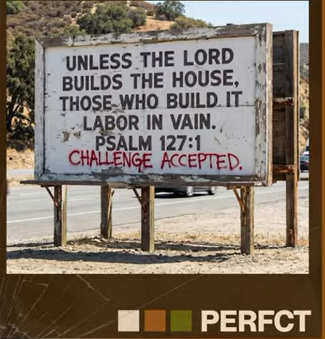 UNLESS THE LORD
BUILDS THE HOUSE,
THOSE WHO BUILD IT
LABOR IN VAIN.
PSALM 127:1
CHALLENGE ACCEPTED.
PERFCT